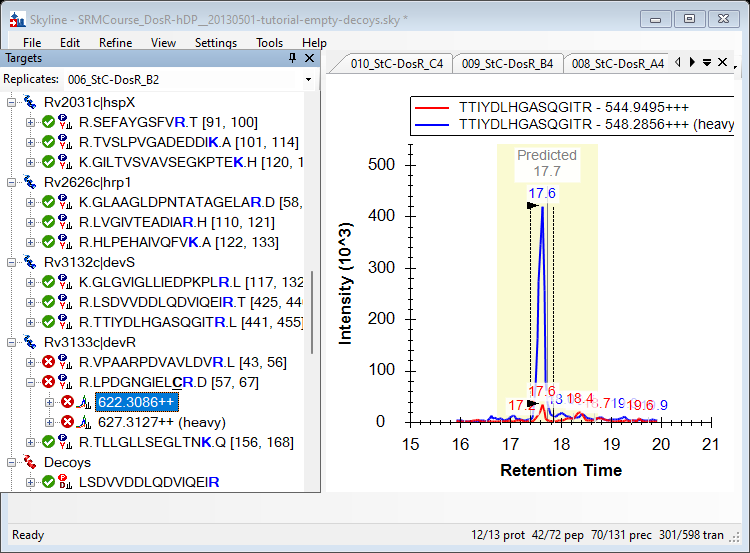 Skyline - SRMCourse_DosR-hDP__20130501-tutorial-empty-decoys.sky *
File Edit Refine View Settings Tools Help
Targets
Replicates: 006_StC-DosR_B2
Rv2031c|hspX
R.SEFAYGSFVR.T [91, 100]
R.TVSLPVGADEDDIK.A [101, 114]
K.GILTVSVAVSEGKPTEK.H [120, 1
Rv2626c|hrp1
K.GLAAGLDPNTATAGELAR.D [58,
R.LVGIVTEADIAR.H [110, 121]
R.HLPEHAIVQFVK.A [122, 133]
Rv3132c|devS
K.GLGVIGLLIEDPKPLR.L [117, 132
R.LSDVVDDLQDVIQEIR.T [425, 44
R.TTIYDLHGASQGITR.L [441, 455]
Rv3133c|devR
R.VPAARPDVAVLDVR.L [43, 56]
R.LPDGNGIELCR.D [57, 67]
622.3086++
627.3127++ (heavy)
R.TLLGLLSEGLTNK.Q [156, 168]
Decoys
LSDVVDDLQDVIQEIR
010_StC-DosR_C4 009_StC-DosR_B4 008_StC-DosR_A4
TTIYDLHGASQGITR - 544.9495+++
TTIYDLHGASQGITR - 548.2856+++ (heavy
Predicted
17.7
17.6
17.6
18.4
500
400
300
200
100
0
Intensity (10^3)
15 16 17 18 19 20 21
Retention Time
Ready
12/13 prot 42/72 pep 70/131 prec 301/598 tran